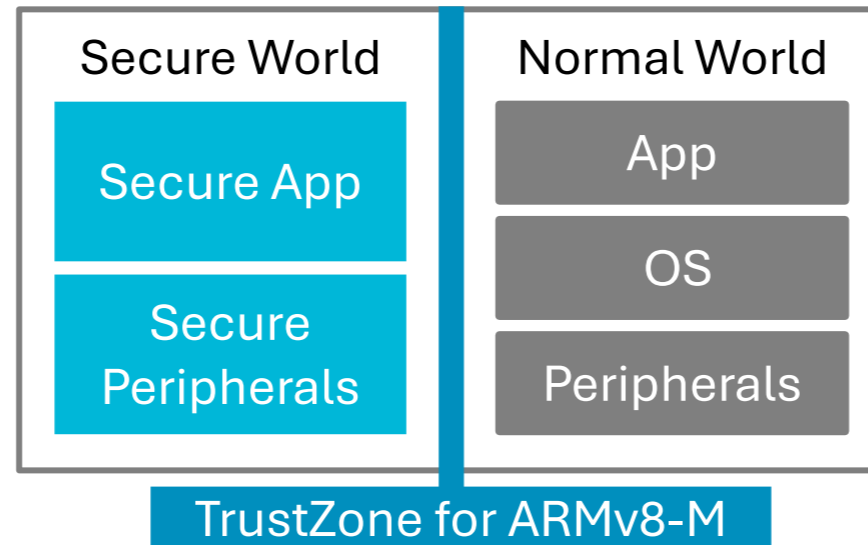 Secure World
Secure App
Secure
Peripherals
Normal World
App
OS
Peripherals
TrustZone for ARMv8-M